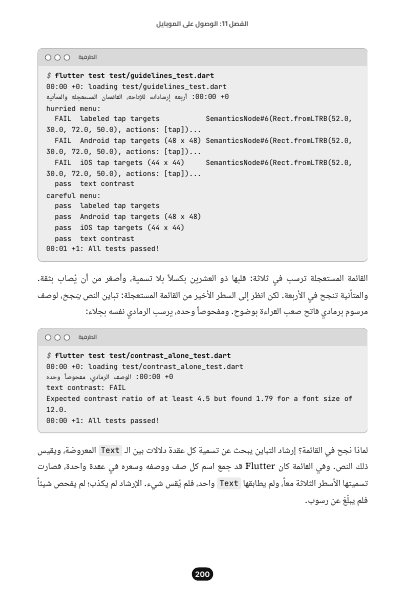 الفصل 11: الوصول على الموبايل
الطرفية
$ flutter test test/guidelines_test.dart
00:00 +0: loading test/guidelines_test.dart
00:00 +0: أربعة إرشادات للإتاحة، القائمتان المستعجلة والمتأنية
hurried menu:
FAIL  labeled tap targets           SemanticsNode#6(Rect.fromLTRB(52.0,
30.0, 72.0, 50.0), actions: [tap])...
FAIL  Android tap targets (48 x 48) SemanticsNode#6(Rect.fromLTRB(52.0,
30.0, 72.0, 50.0), actions: [tap])...
FAIL  iOS tap targets (44 x 44)     SemanticsNode#6(Rect.fromLTRB(52.0,
30.0, 72.0, 50.0), actions: [tap])...
pass  text contrast
careful menu:
pass  labeled tap targets
pass  Android tap targets (48 x 48)
pass  iOS tap targets (44 x 44)
pass  text contrast
00:01 +1: All tests passed!
القائمة المستعجلة ترسب في ثلاثة: قلبها ذو العشرين بكسلاً بلا تسمية، وأصغر من أن يُصاب بثقة.
والمتأنية تنجح في الأربعة. لكن انظر إلى السطر الأخير من القائمة المستعجلة: تباين النص ينجح، لوصف
مرسوم برمادي فاتح صعب القراءة بوضوح. ومفحوصاً وحده، يرسب الرمادي نفسه بجلاء:
الطرفية
$ flutter test test/contrast_alone_test.dart
00:00 +0: loading test/contrast_alone_test.dart
00:00 +0: الوصف الرمادي، مفحوصاً وحده
text contrast: FAIL
Expected contrast ratio of at least 4.5 but found 1.79 for a font size of
12.0.
00:00 +1: All tests passed!
لماذا نجح في القائمة؟ إرشاد التباين يبحث عن تسمية كل عقدة دلالات بين الـ Text المعروضة، ويقيس
ذلك النص. وفي القائمة كان Flutter قد جمع اسم كل صف ووصفه وسعره في عقدة واحدة، فصارت
تسميتها الأسطر الثلاثة معاً، ولم يطابقها Text واحد، فلم يُقس شيء. الإرشاد لم يكذب؛ لم يفحص شيئاً
فلم يبلّغ عن رسوب.
200